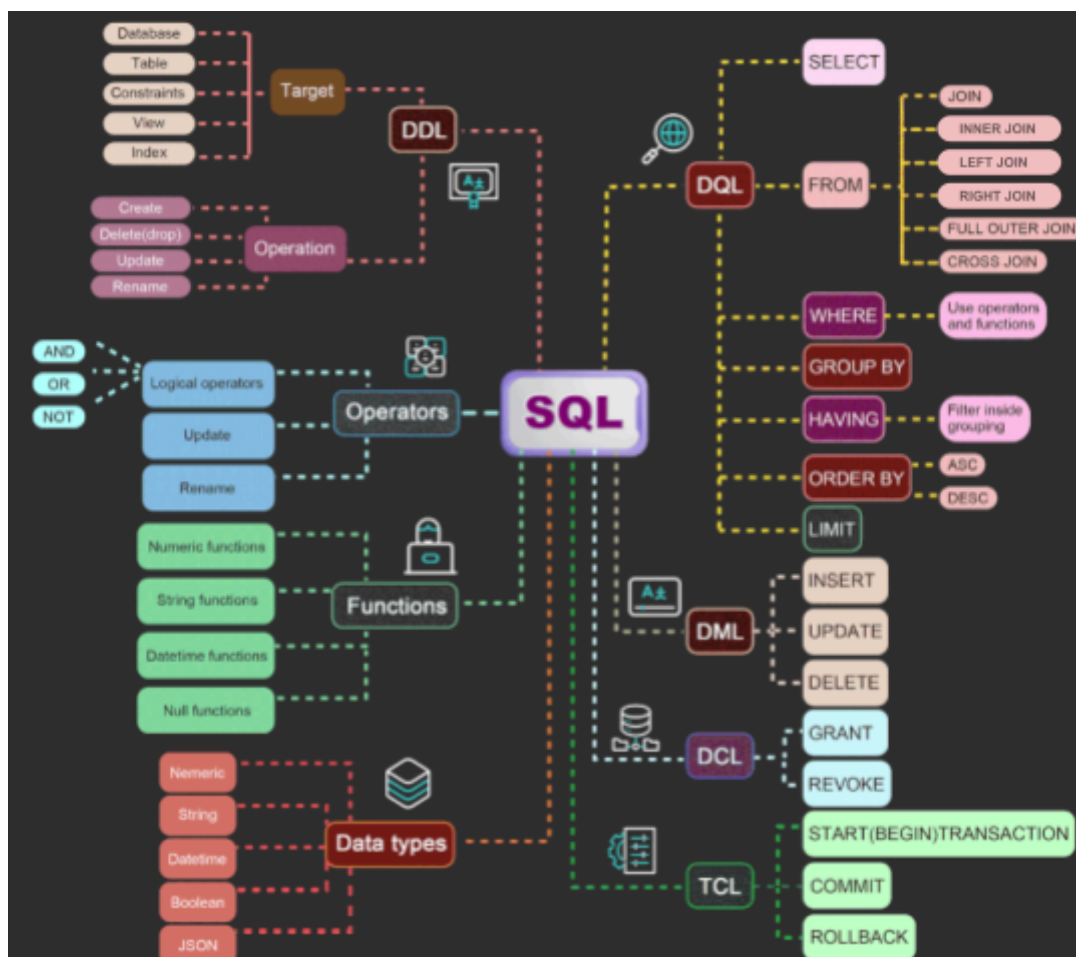 Database
Table
Constraints
View
Index
Target
DDL
Create
Delete(drop)
Update
Rename
Operation
AND
OR
NOT
Logical operators
Update
Rename
Operators
SQL
Numeric functions
String functions
Datetime functions
Null functions
Functions
Nemeric
String
Datetime
Boolean
JSON
Data types
DQL
SELECT
FROM
JOIN
INNER JOIN
LEFT JOIN
RIGHT JOIN
FULL OUTER JOIN
CROSS JOIN
WHERE
Use operators
and functions
GROUP BY
HAVING
Filter inside
grouping
ORDER BY
ASC
DESC
LIMIT
A±
A±
DML
INSERT
UPDATE
DELETE
DCL
GRANT
REVOKE
TCL
START(BEGIN)TRANSACTION
COMMIT
ROLLBACK